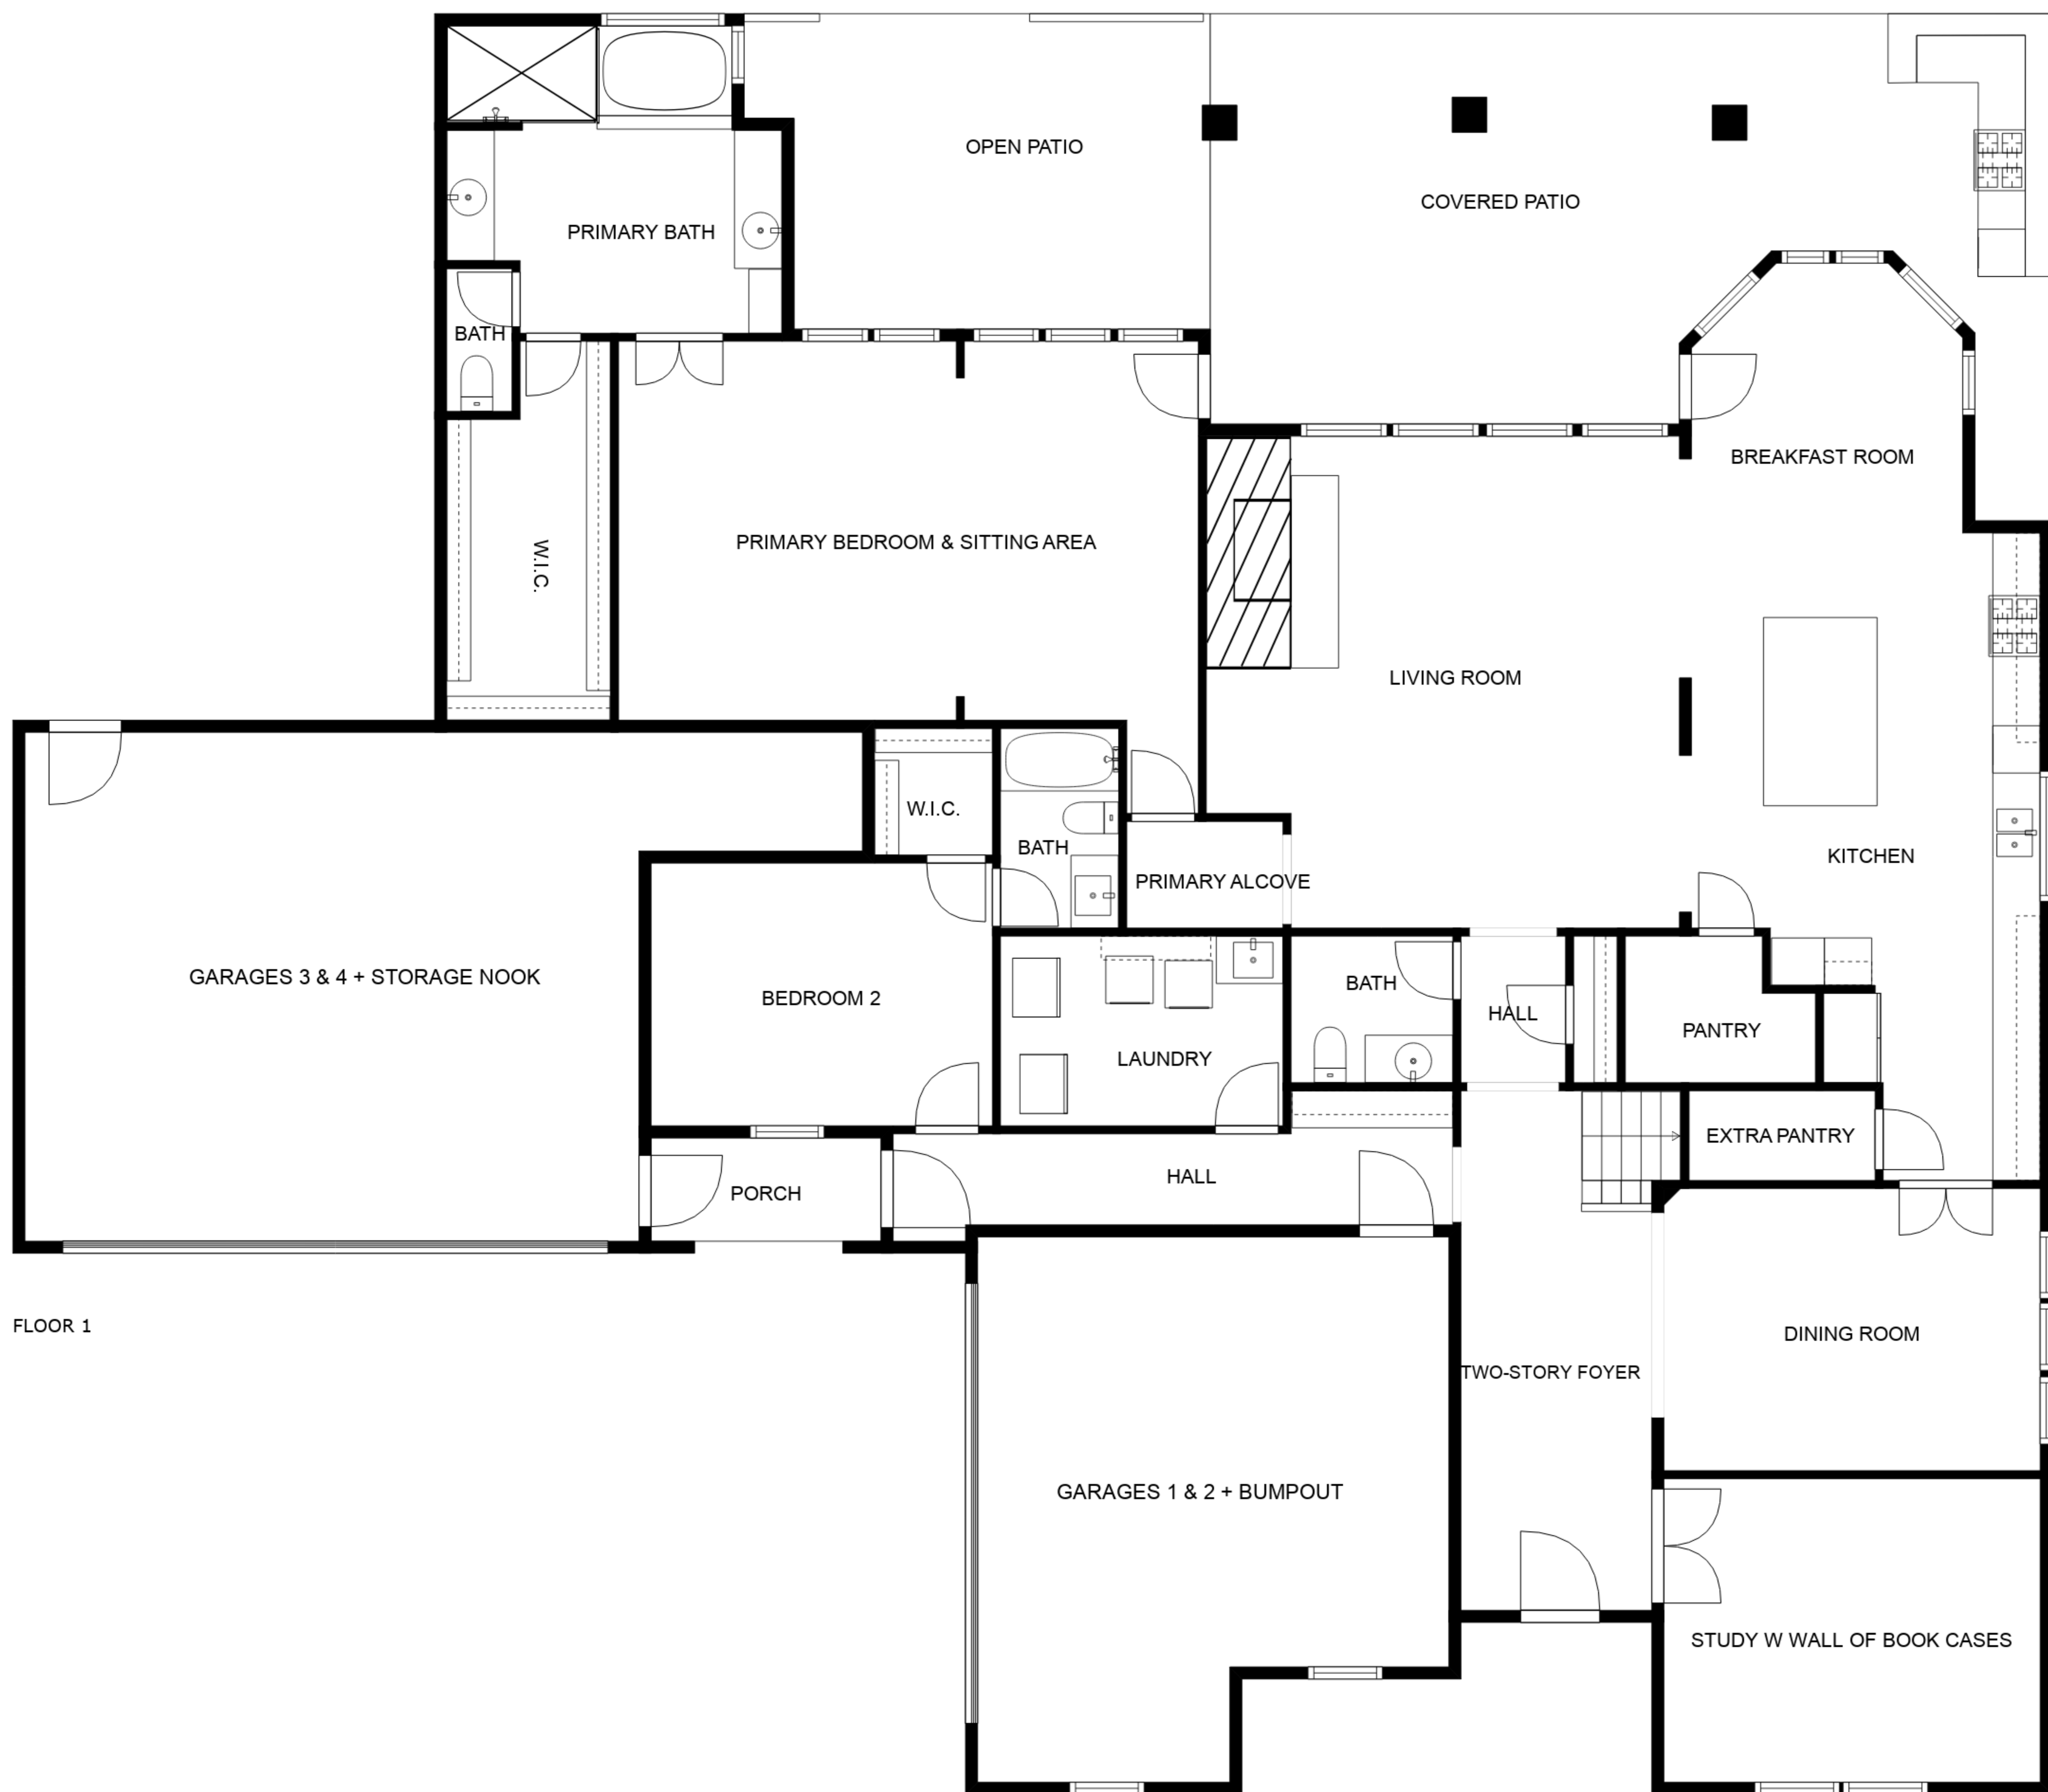 OPEN PATIO
COVERED PATIO
PRIMARY BATH
BATH
BREAKFAST ROOM
PRIMARY BEDROOM & SITTING AREA
W.I.C.
LIVING ROOM
W.I.C.
BATH
KITCHEN
PRIMARY ALCOVE
GARAGES 3 & 4 + STORAGE NOOK
BATH
BEDROOM 2
HALL
PANTRY
LAUNDRY
EXTRA PANTRY
HALL
PORCH
FLOOR 1
DINING ROOM
TWO-STORY FOYER
GARAGES 1 & 2 + BUMPOUT
STUDY W WALL OF BOOK CASES